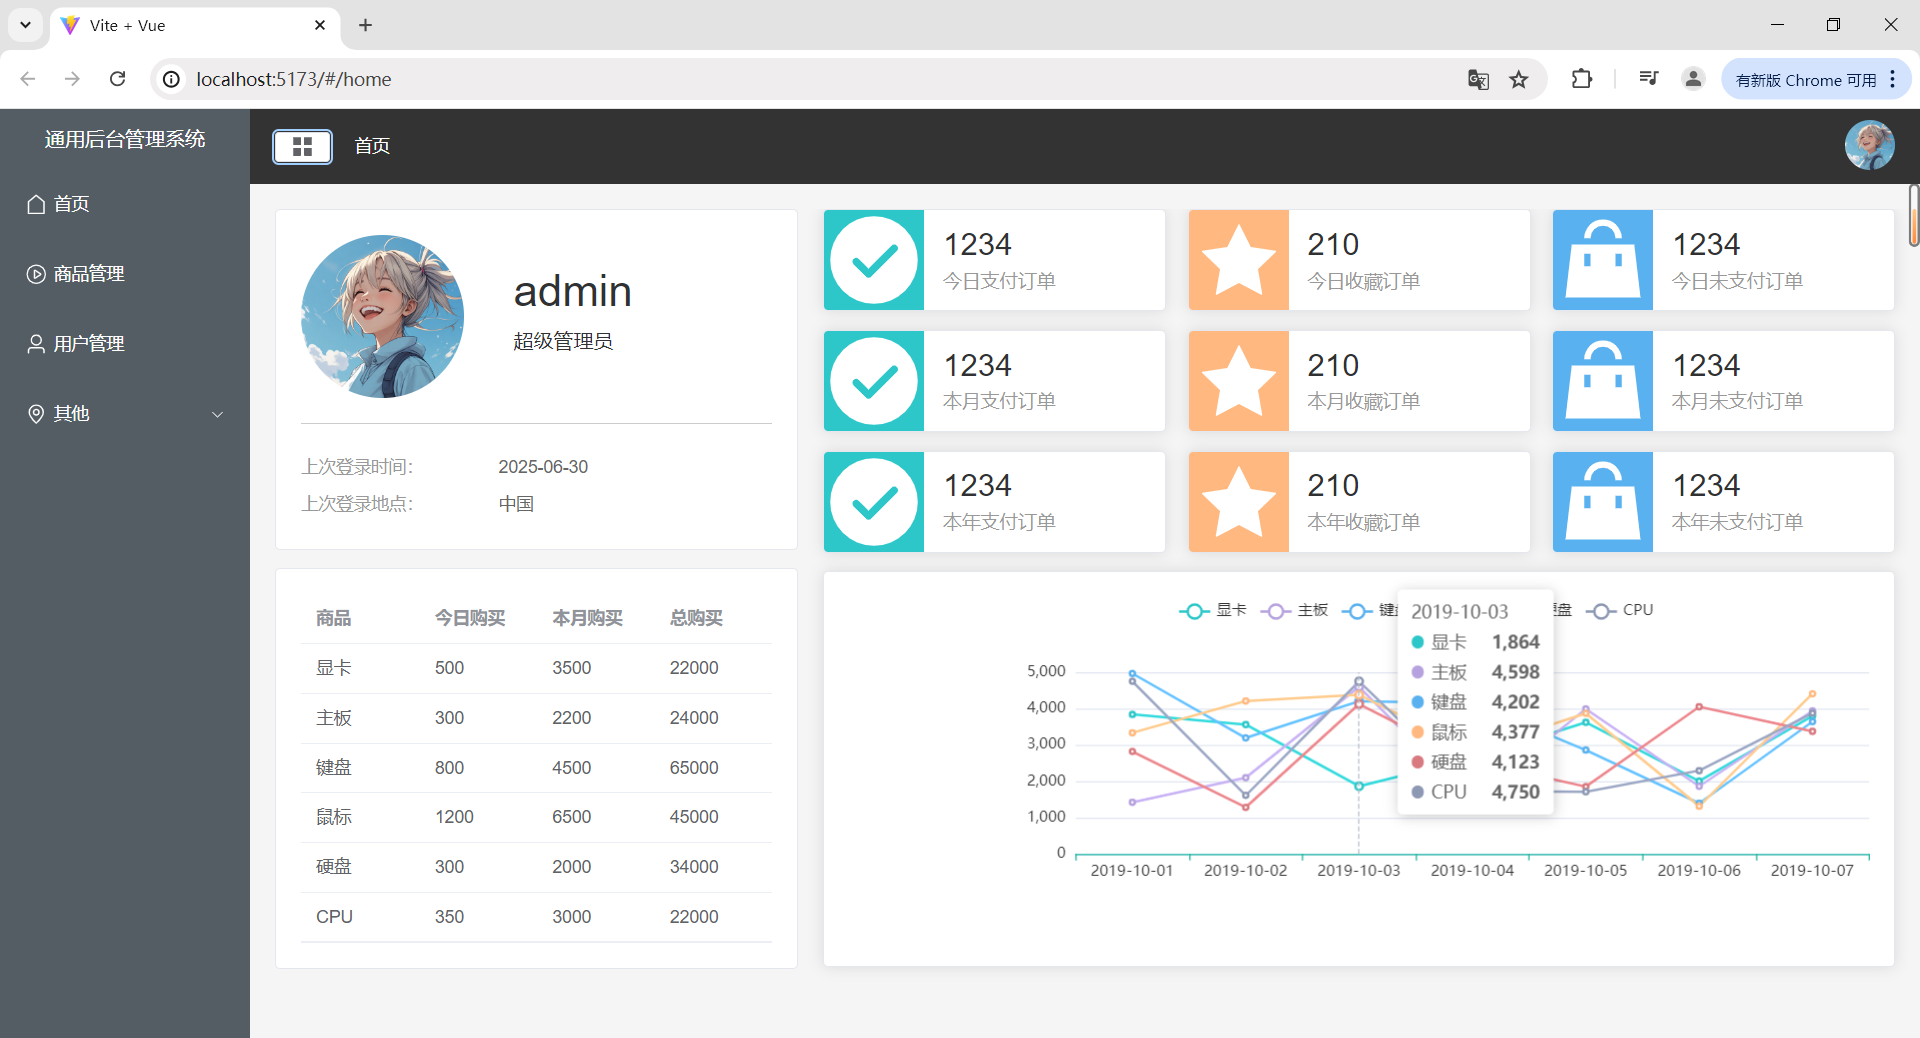 Vite + Vue
localhost:5173/#/home
有新版 Chrome 可用
通用后台管理系统
首页
商品管理
用户管理
其他
首页
admin
超级管理员
上次登录时间: 2025-06-30
上次登录地点: 中国
1234
今日支付订单
210
今日收藏订单
1234
今日未支付订单
1234
本月支付订单
210
本月收藏订单
1234
本月未支付订单
1234
本年支付订单
210
本年收藏订单
1234
本年未支付订单
商品 今日购买 本月购买 总购买
显卡 500 3500 22000
主板 300 2200 24000
键盘 800 4500 65000
鼠标 1200 6500 45000
硬盘 300 2000 34000
CPU 350 3000 22000
显卡 主板 CPU
2019-10-03
显卡 1,864
主板 4,598
键盘 4,202
鼠标 4,377
硬盘 4,123
CPU 4,750
5,000
4,000
3,000
2,000
1,000
0
2019-10-01 2019-10-02 2019-10-03 2019-10-04 2019-10-05 2019-10-06 2019-10-07